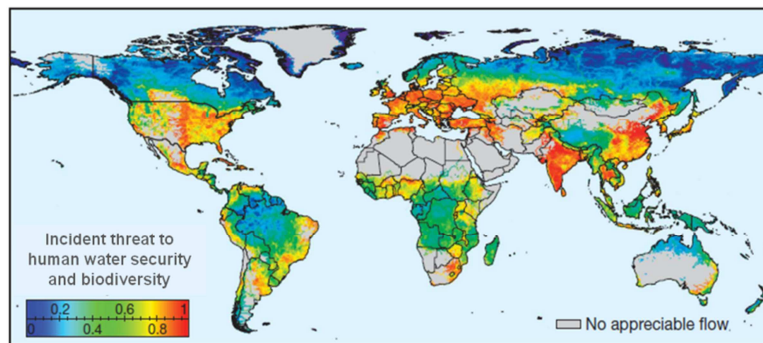 Incident threat to
human water security
and biodiversity
0.2 0.6 1
0 0.4 0.8
No appreciable flow